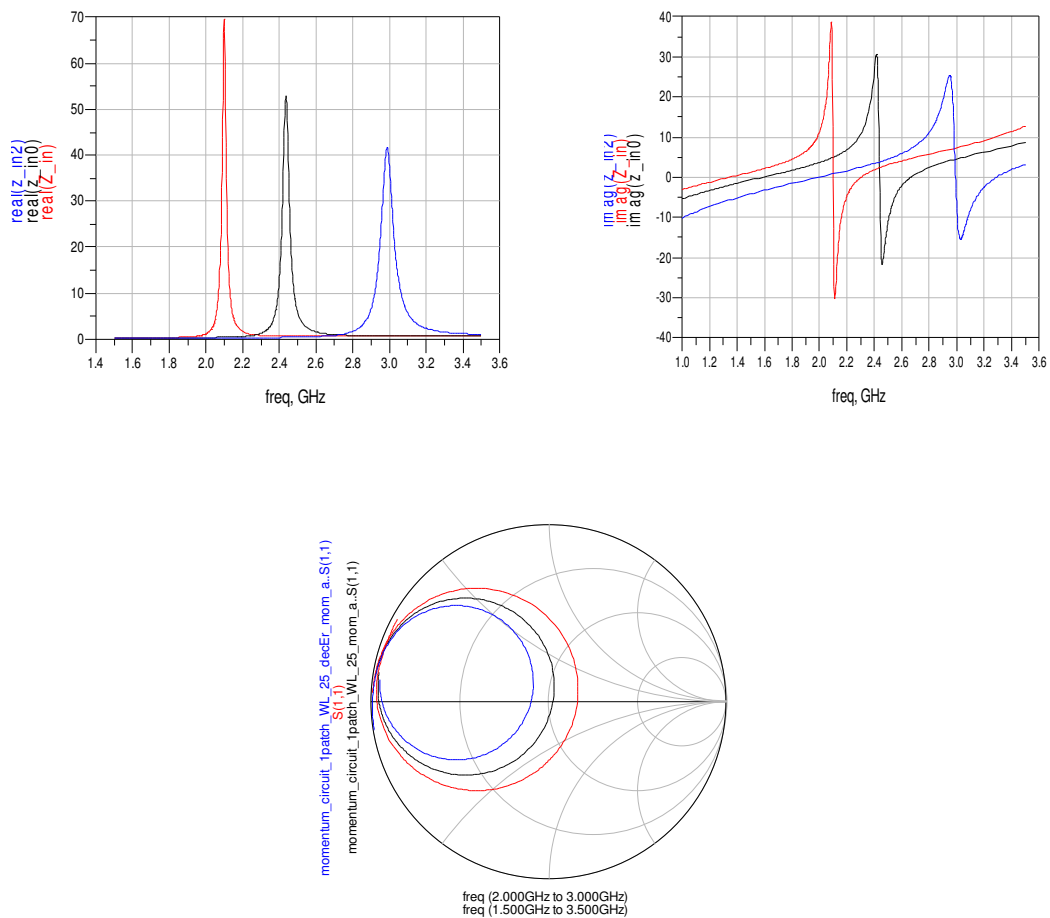 70
60
50
40
30
20
10
0
1.4 1.6 1.8 2.0 2.2 2.4 2.6 2.8 3.0 3.2 3.4 3.6
freq, GHz
real(z_in2)
real(z_in0)
real(Z_in)
40
30
20
10
0
-10
-20
-30
-40
1.0 1.2 1.4 1.6 1.8 2.0 2.2 2.4 2.6 2.8 3.0 3.2 3.4 3.6
freq, GHz
imag(z_in2)
imag(Z_in)
imag(z_in0)
momentum_circuit_1patch_WL_25_decEr_mom_a..S(1,1)
S(1,1)
momentum_circuit_1patch_WL_25_mom_a..S(1,1)
freq (2.000GHz to 3.000GHz)
freq (1.500GHz to 3.500GHz)